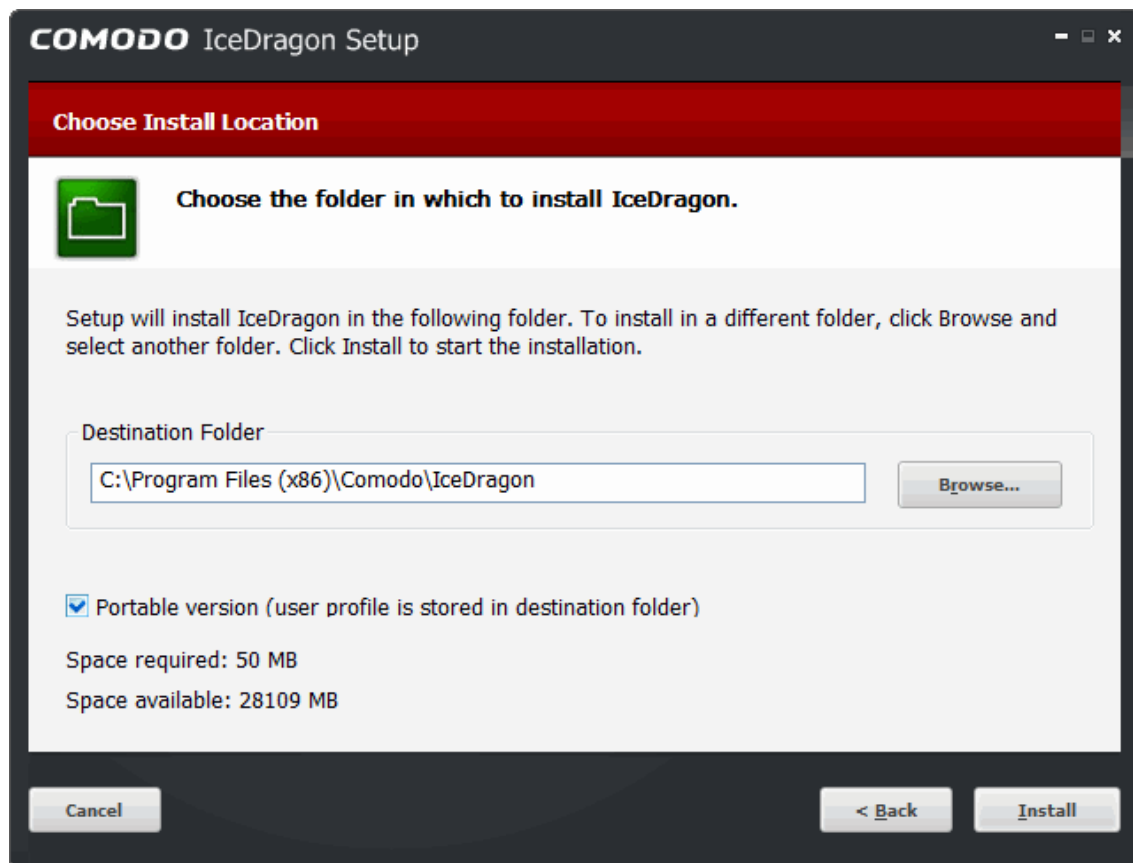 COMODO IceDragon Setup
Choose Install Location
Choose the folder in which to install IceDragon.
Setup will install IceDragon in the following folder. To install in a different folder, click Browse and
select another folder. Click Install to start the installation.
Destination Folder
C:\Program Files (x86)\Comodo\IceDragon
Browse...
Portable version (user profile is stored in destination folder)
Space required: 50 MB
Space available: 28109 MB
Cancel
< Back
Install